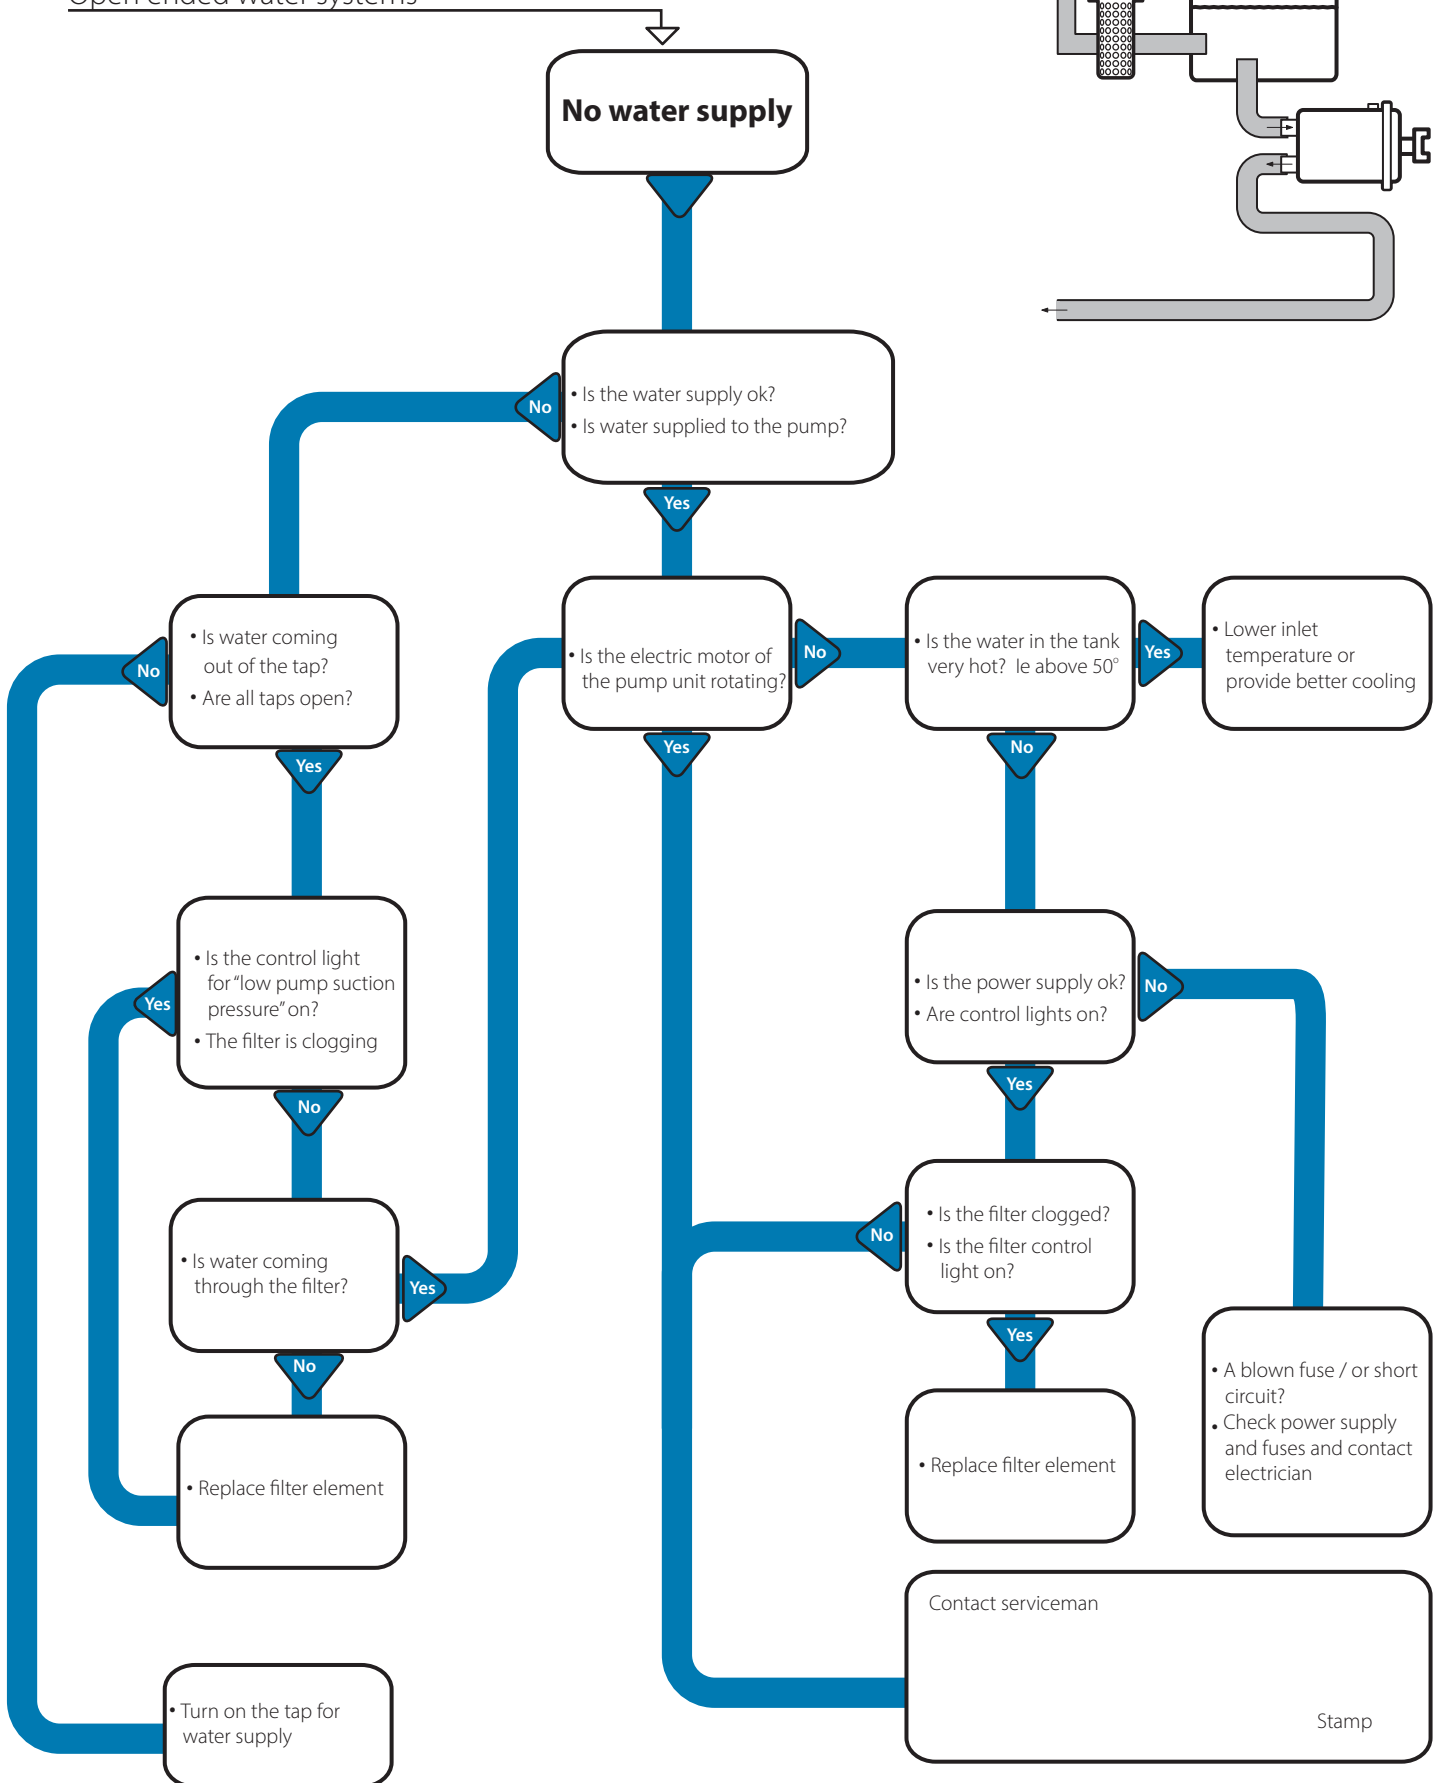 Open ended water systems
No water supply
• Is the water supply ok?
• Is water supplied to the pump?
No
Yes
• Is water coming
out of the tap?
• Are all taps open?
No
Yes
• Is the electric motor of
the pump unit rotating?
No
Yes
• Is the water in the tank
very hot? Ie above 50°
Yes
No
• Lower inlet
temperature or
provide better cooling
• Is the control light
for "low pump suction
pressure" on?
• The filter is clogging
Yes
No
• Is the power supply ok?
• Are control lights on?
No
Yes
• Is water coming
through the filter?
Yes
No
• Is the filter clogged?
• Is the filter control
light on?
No
Yes
• A blown fuse / or short
circuit?
• Check power supply
and fuses and contact
electrician
• Replace filter element
• Replace filter element
Contact serviceman
Stamp
• Turn on the tap for
water supply